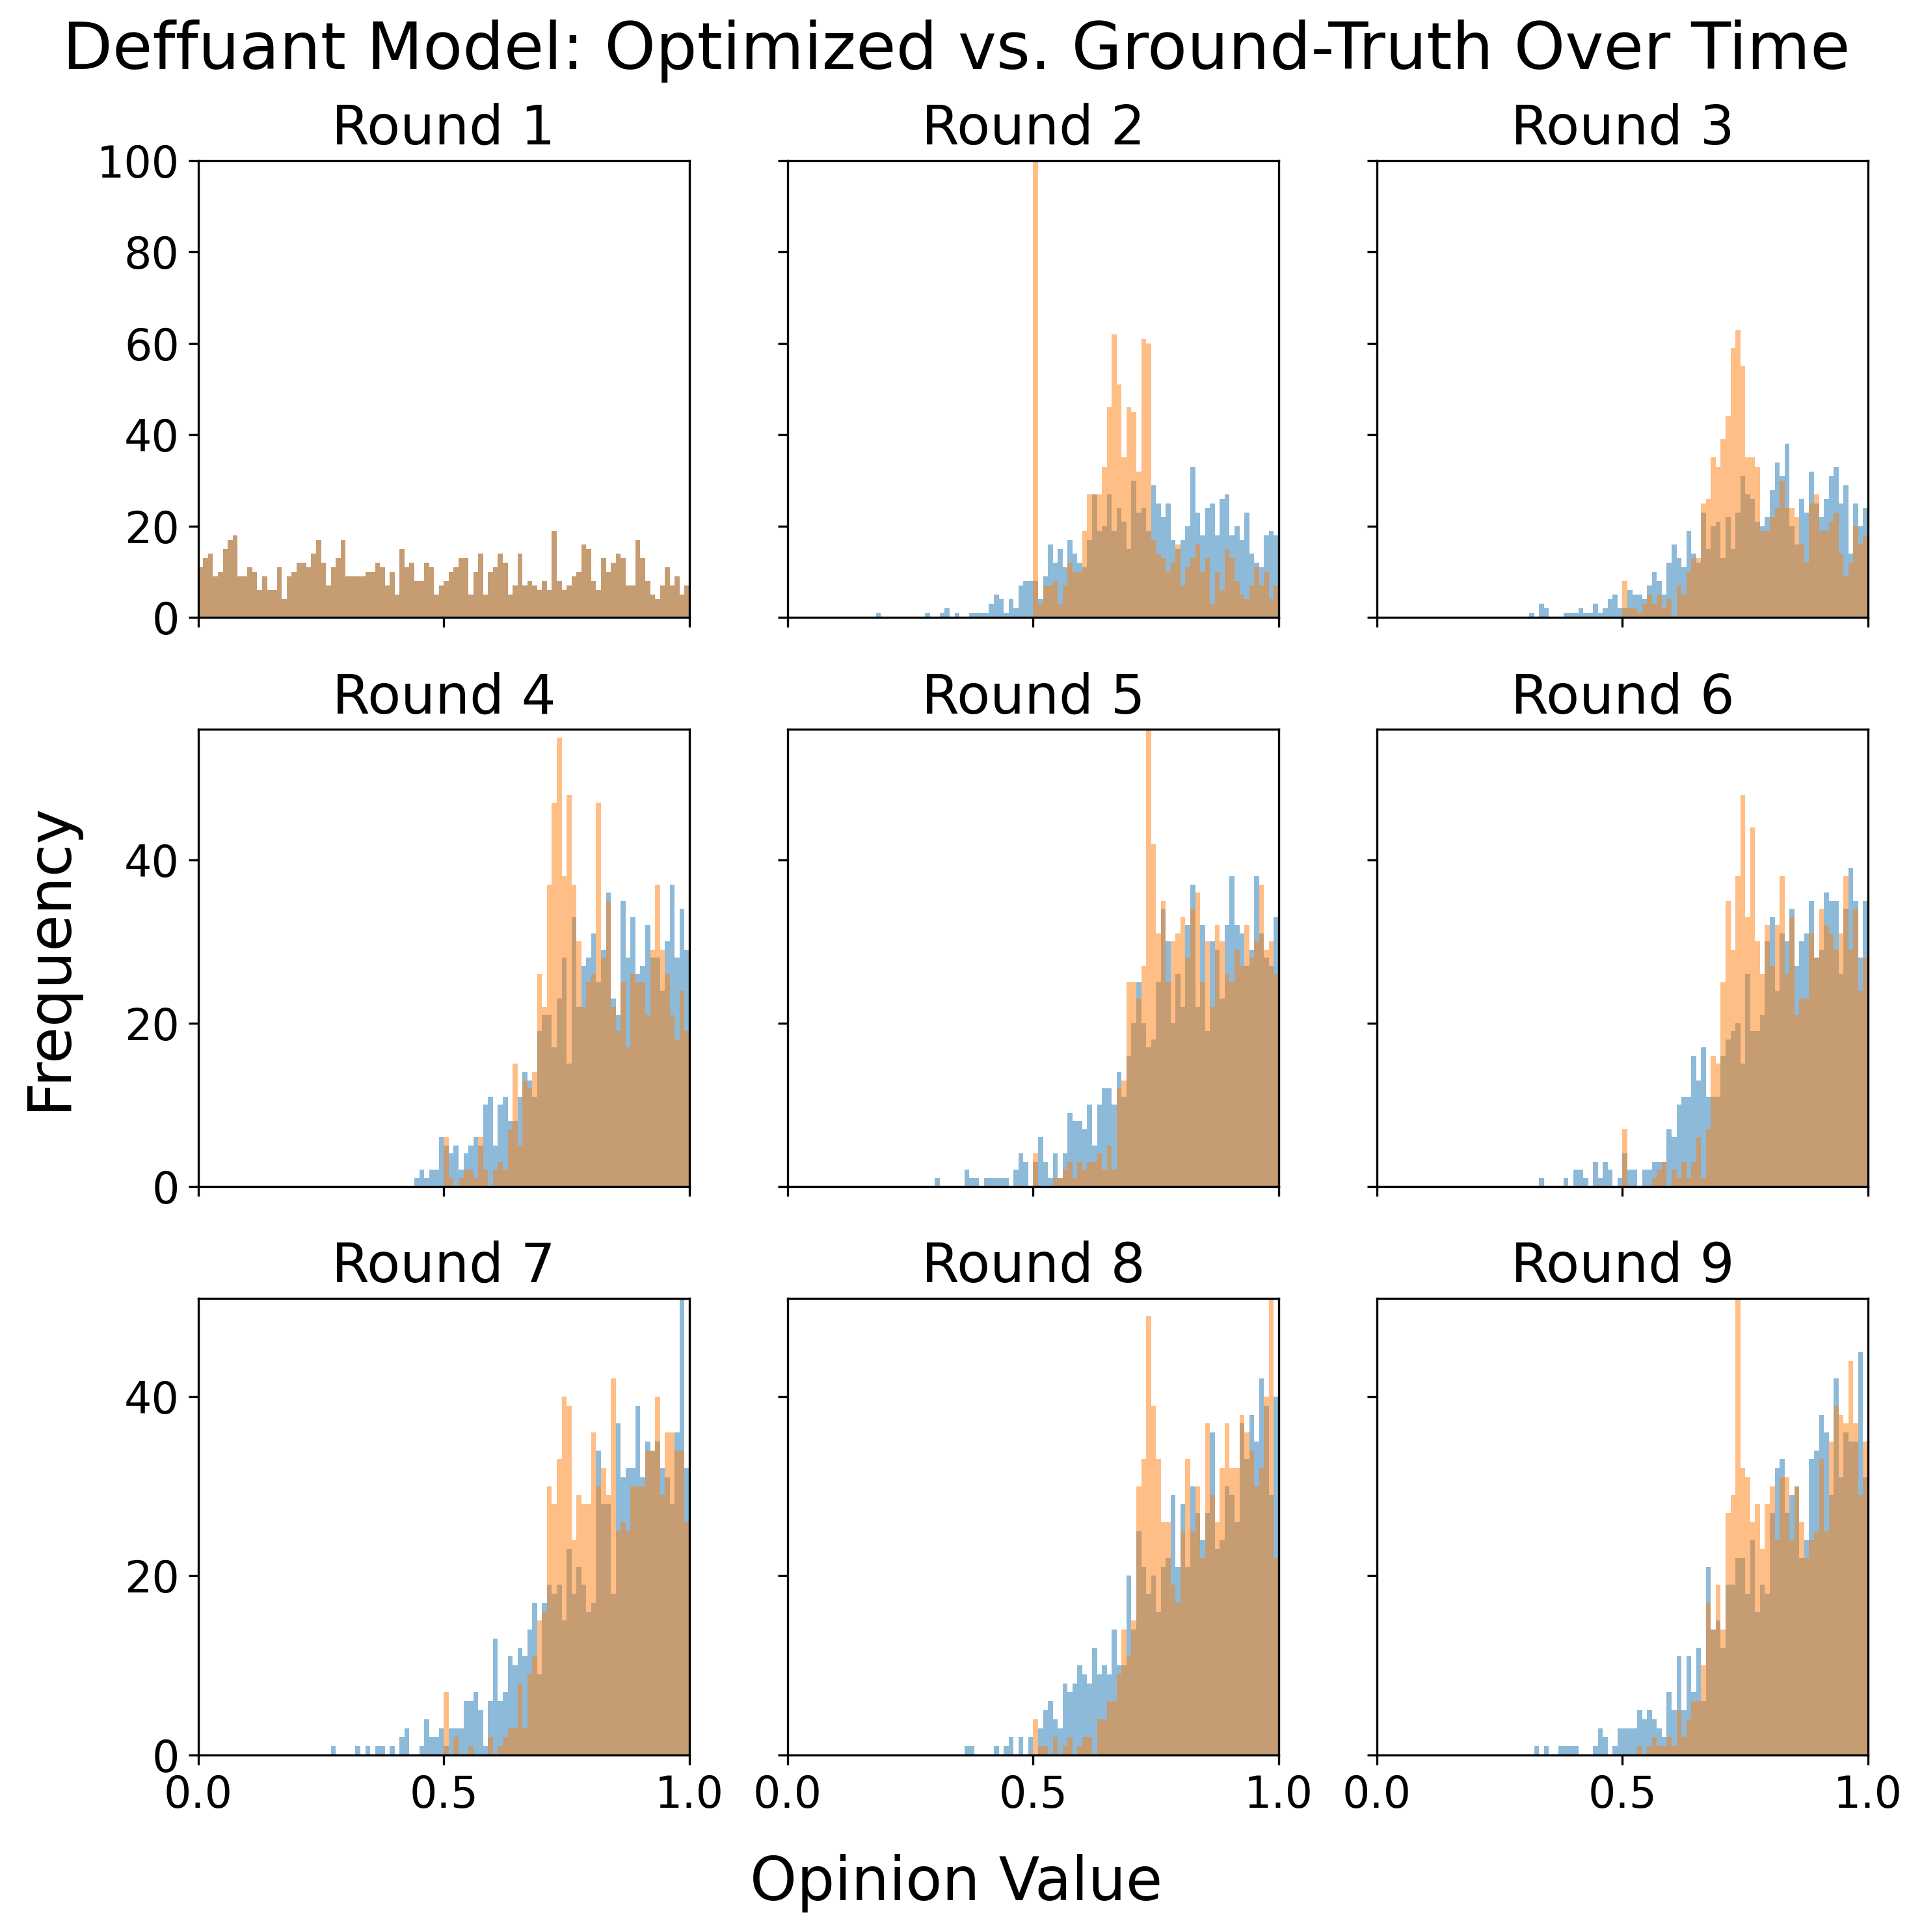 Deffuant Model: Optimized vs. Ground-Truth Over Time
Round 1
Round 2
Round 3
100
80
60
40
20
0
Round 4
Round 5
Round 6
40
20
0
Frequency
Round 7
Round 8
Round 9
40
20
0
0.0 0.5 1.0
0.0 0.5 1.0
0.0 0.5 1.0
Opinion Value